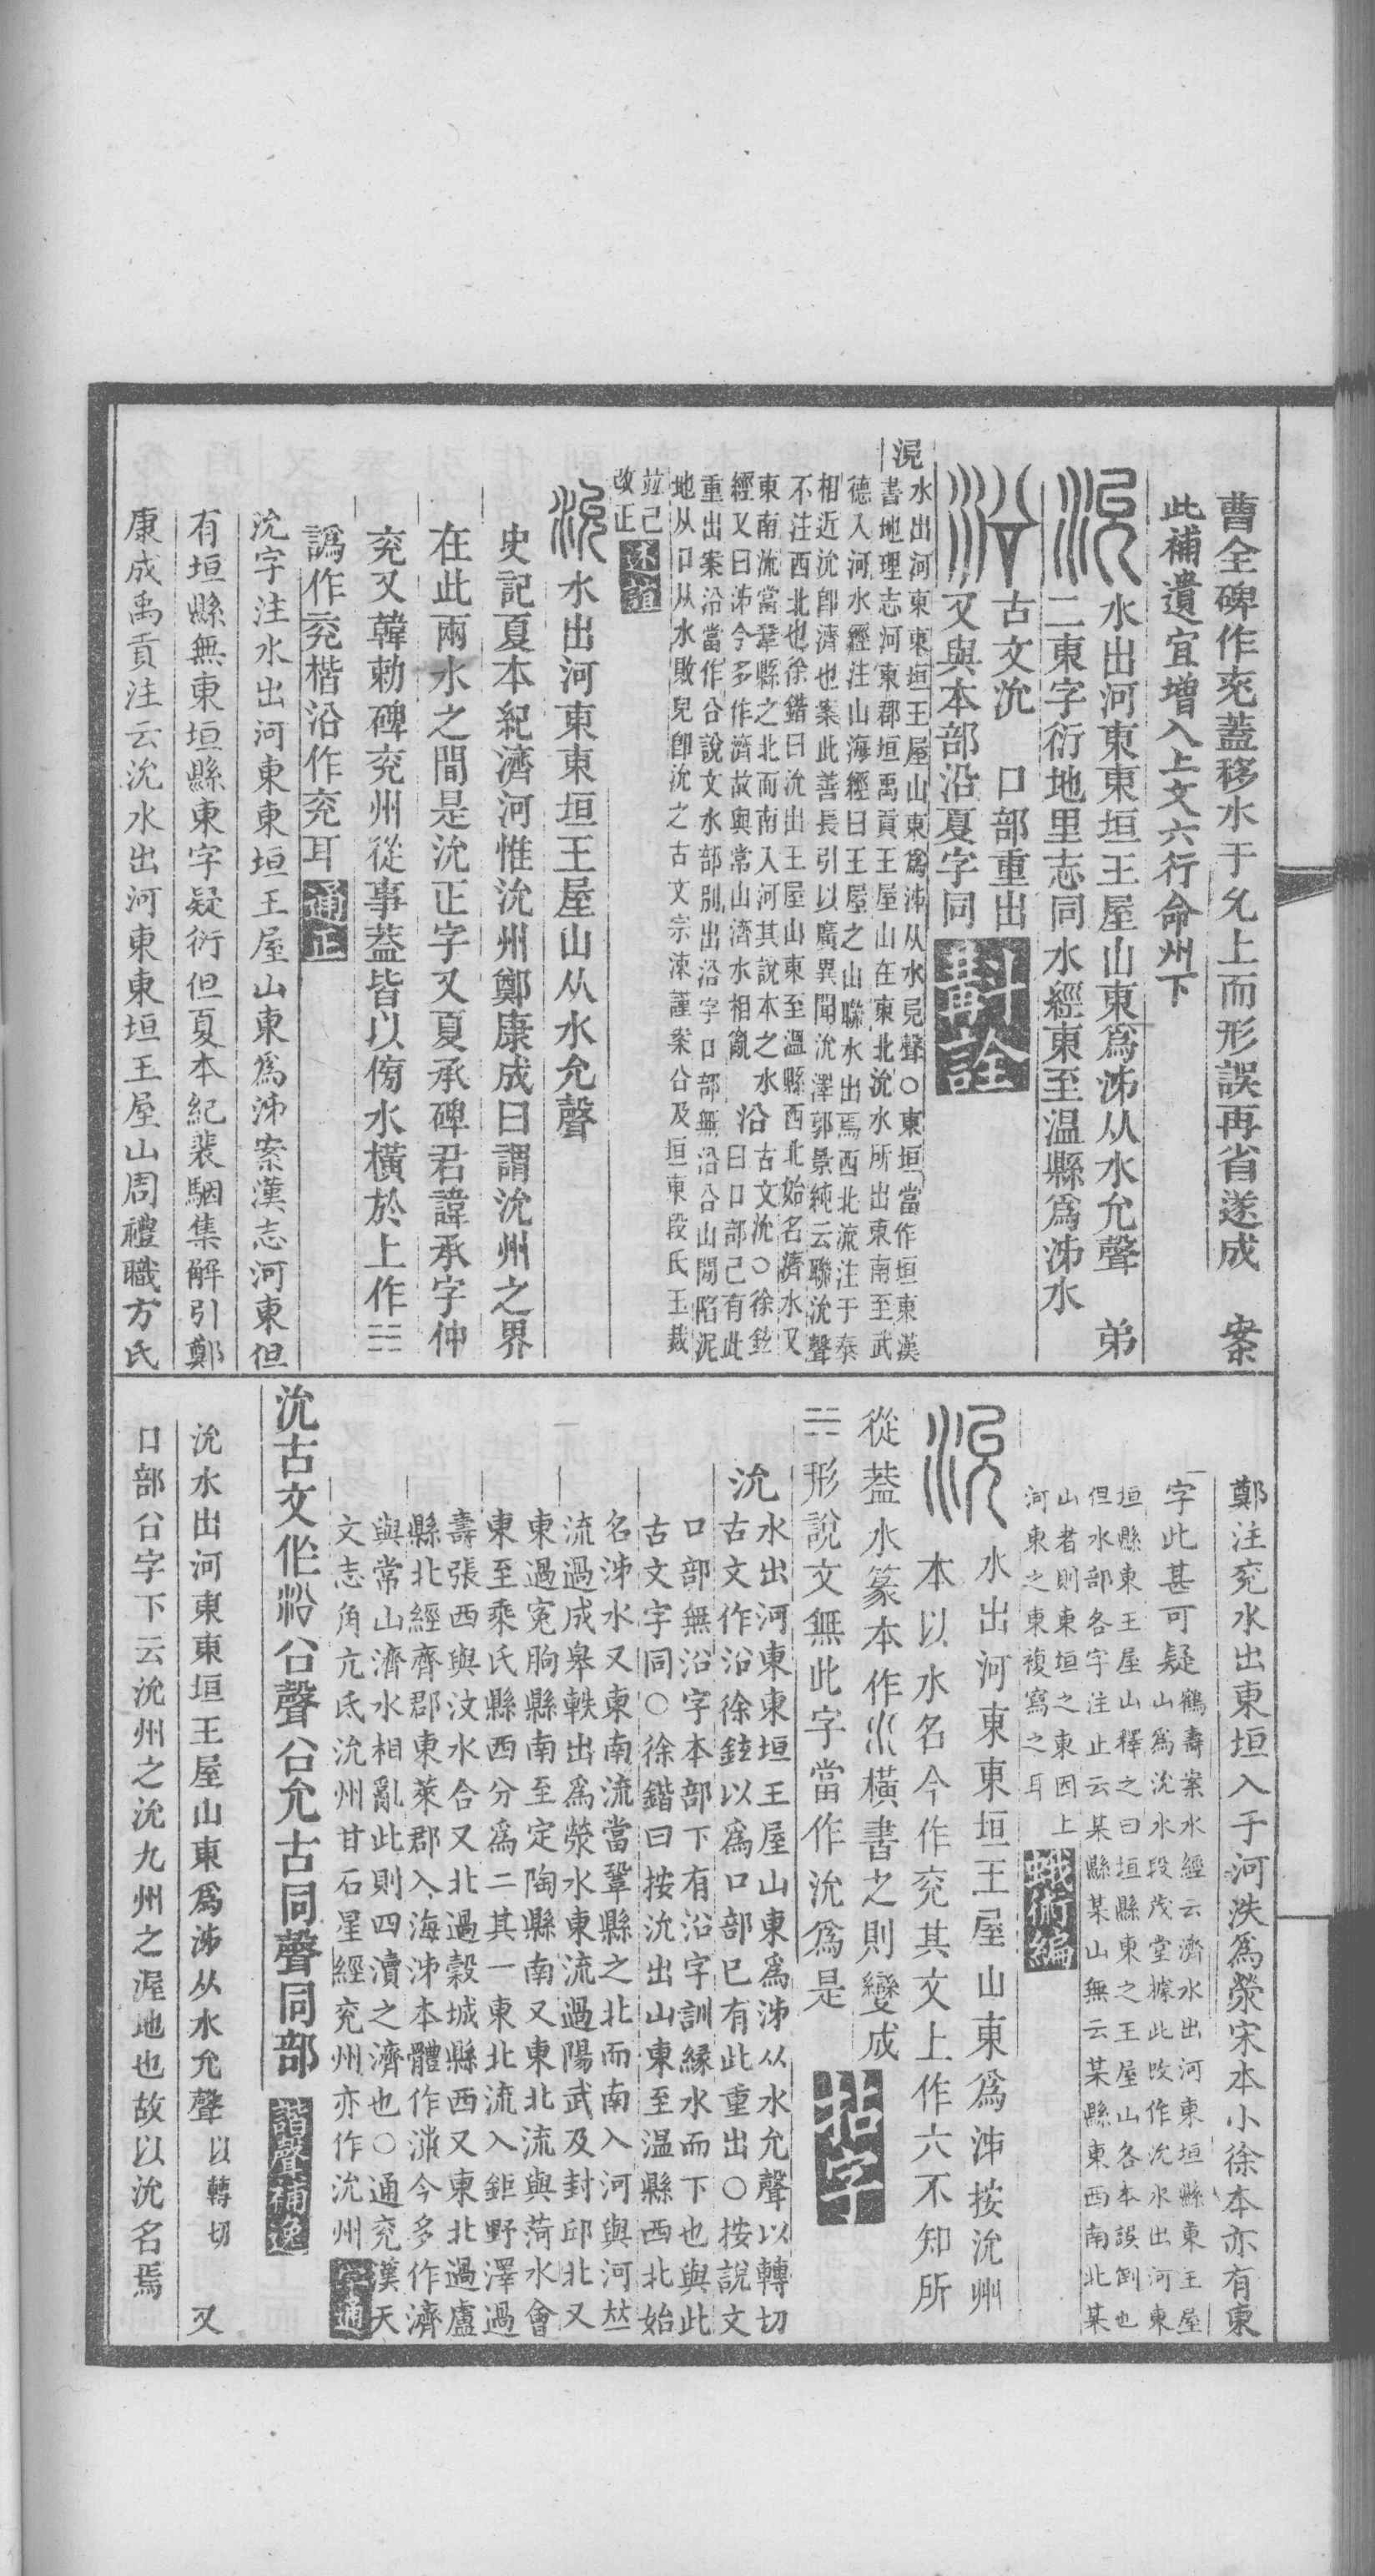 曹全碑作兖蓋移水于允上而形誤再省遂成　案
此補遺宜增入上文六行命州下
沇水出河東東垣王屋山東爲泲从水允聲　弟
二東字衍地里志同水經東至温縣爲泲水
古文沇　口部重出
又與本部沿夏字同
斠詮
沇水出河東東垣王屋山東爲泲从水兒聲○東垣當作垣東漢
書地理志河東郡垣禹貢王屋山在東北沇水所出東南至武
德入河水經注山海經曰王屋之山聯水出焉西北流注于泰
相近沇卽濟也案此善長引以廣異聞沇澤郭景純云聯沇聲
不注西北也徐鍇曰沇出王屋山東至溫縣西北始名濟水又
東南流當鞏縣之北而南入河其說本之水
經又曰泲今多作濟故與常山濟水相亂
沿古文沇○徐鉉
曰口部已有此
重出案沿當作㕣說文水部別出沿字口部無沿㕣山閒陷泥
地从口从水敗皃卽沇之古文宗涑謹案㕣及垣東段氏玉裁
竝已
改正
述誼
沇水出河東東垣王屋山从水允聲
史記夏本紀濟河惟沇州鄭康成曰謂沇州之界
在此兩水之間是沇正字又夏承碑君諱承字仲
兖又韓勑碑兖州從事葢皆以㑂水橫於上作三
譌作兖楷沿作兖耳
通正
沇字注水出河東東垣王屋山東爲泲案漢志河東但
有垣縣無東垣縣東字疑衍但夏本紀裴駰集解引鄭
康成禹貢注云沇水出河東東垣王屋山周禮職方氏
鄭注兖水出東垣入于河泆爲滎宋本小徐本亦有東
字此甚可疑
鶴壽案水經云濟水出河東垣縣東王屋
山爲沇水段茂堂據此改作沇水出河東
垣縣東王屋山釋之曰垣縣東之王屋山各本誤倒也
但水部各字注止云某縣某山無云某縣東西南北某
山者則東垣之東因上
河東之東複寫之耳
蛾術編
沇水出河東東垣王屋山東爲泲按沇州
本以水名今作兖其文上作六不知所
從葢水篆本作巛橫書之則變成
三形說文無此字當作沇爲是
拈字
沇水出河東東垣王屋山東爲泲从水允聲以轉切
古文作沿徐鉉以爲口部已有此重出○按說文
口部無沿字本部下有沿字訓緣水而下也與此
古文字同○徐鍇曰按沇出山東至温縣西北始
名泲水又東南流當鞏縣之北而南入河與河竝
流過成皋軼出爲滎水東流過陽武及封邱北又
東過寃朐縣南至定陶縣南又東北流與菏水會
東至乘氏縣西分爲二其一東北流入鉅野澤過
壽張西與汶水合又北過穀城縣西又東北過盧
縣北經齊郡東萊郡入海泲本體作泲今多作濟
與常山濟水相亂此則四瀆之濟也○通兖漢天
文志角亢氐沇州甘石星經兖州亦作沇州
定通
沇古文作㳂㕣聲㕣允古同聲同部
諧聲補逸
沇水出河東東垣王屋山東爲泲从水允聲以轉切　又
口部㕣字下云沇州之沇九州之渥地也故以沇名焉